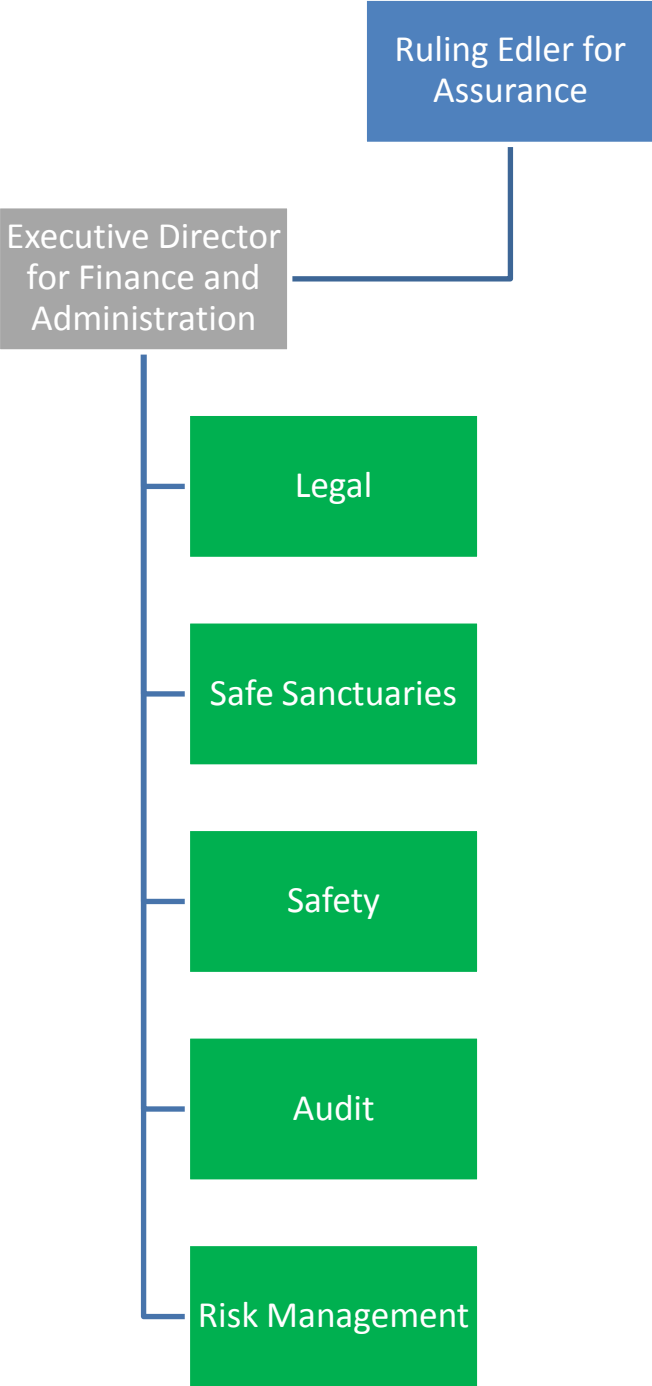 Ruling Edler for
Assurance
Executive Director
for Finance and
Administration
Legal
Safe Sanctuaries
Safety
Audit
Risk Management